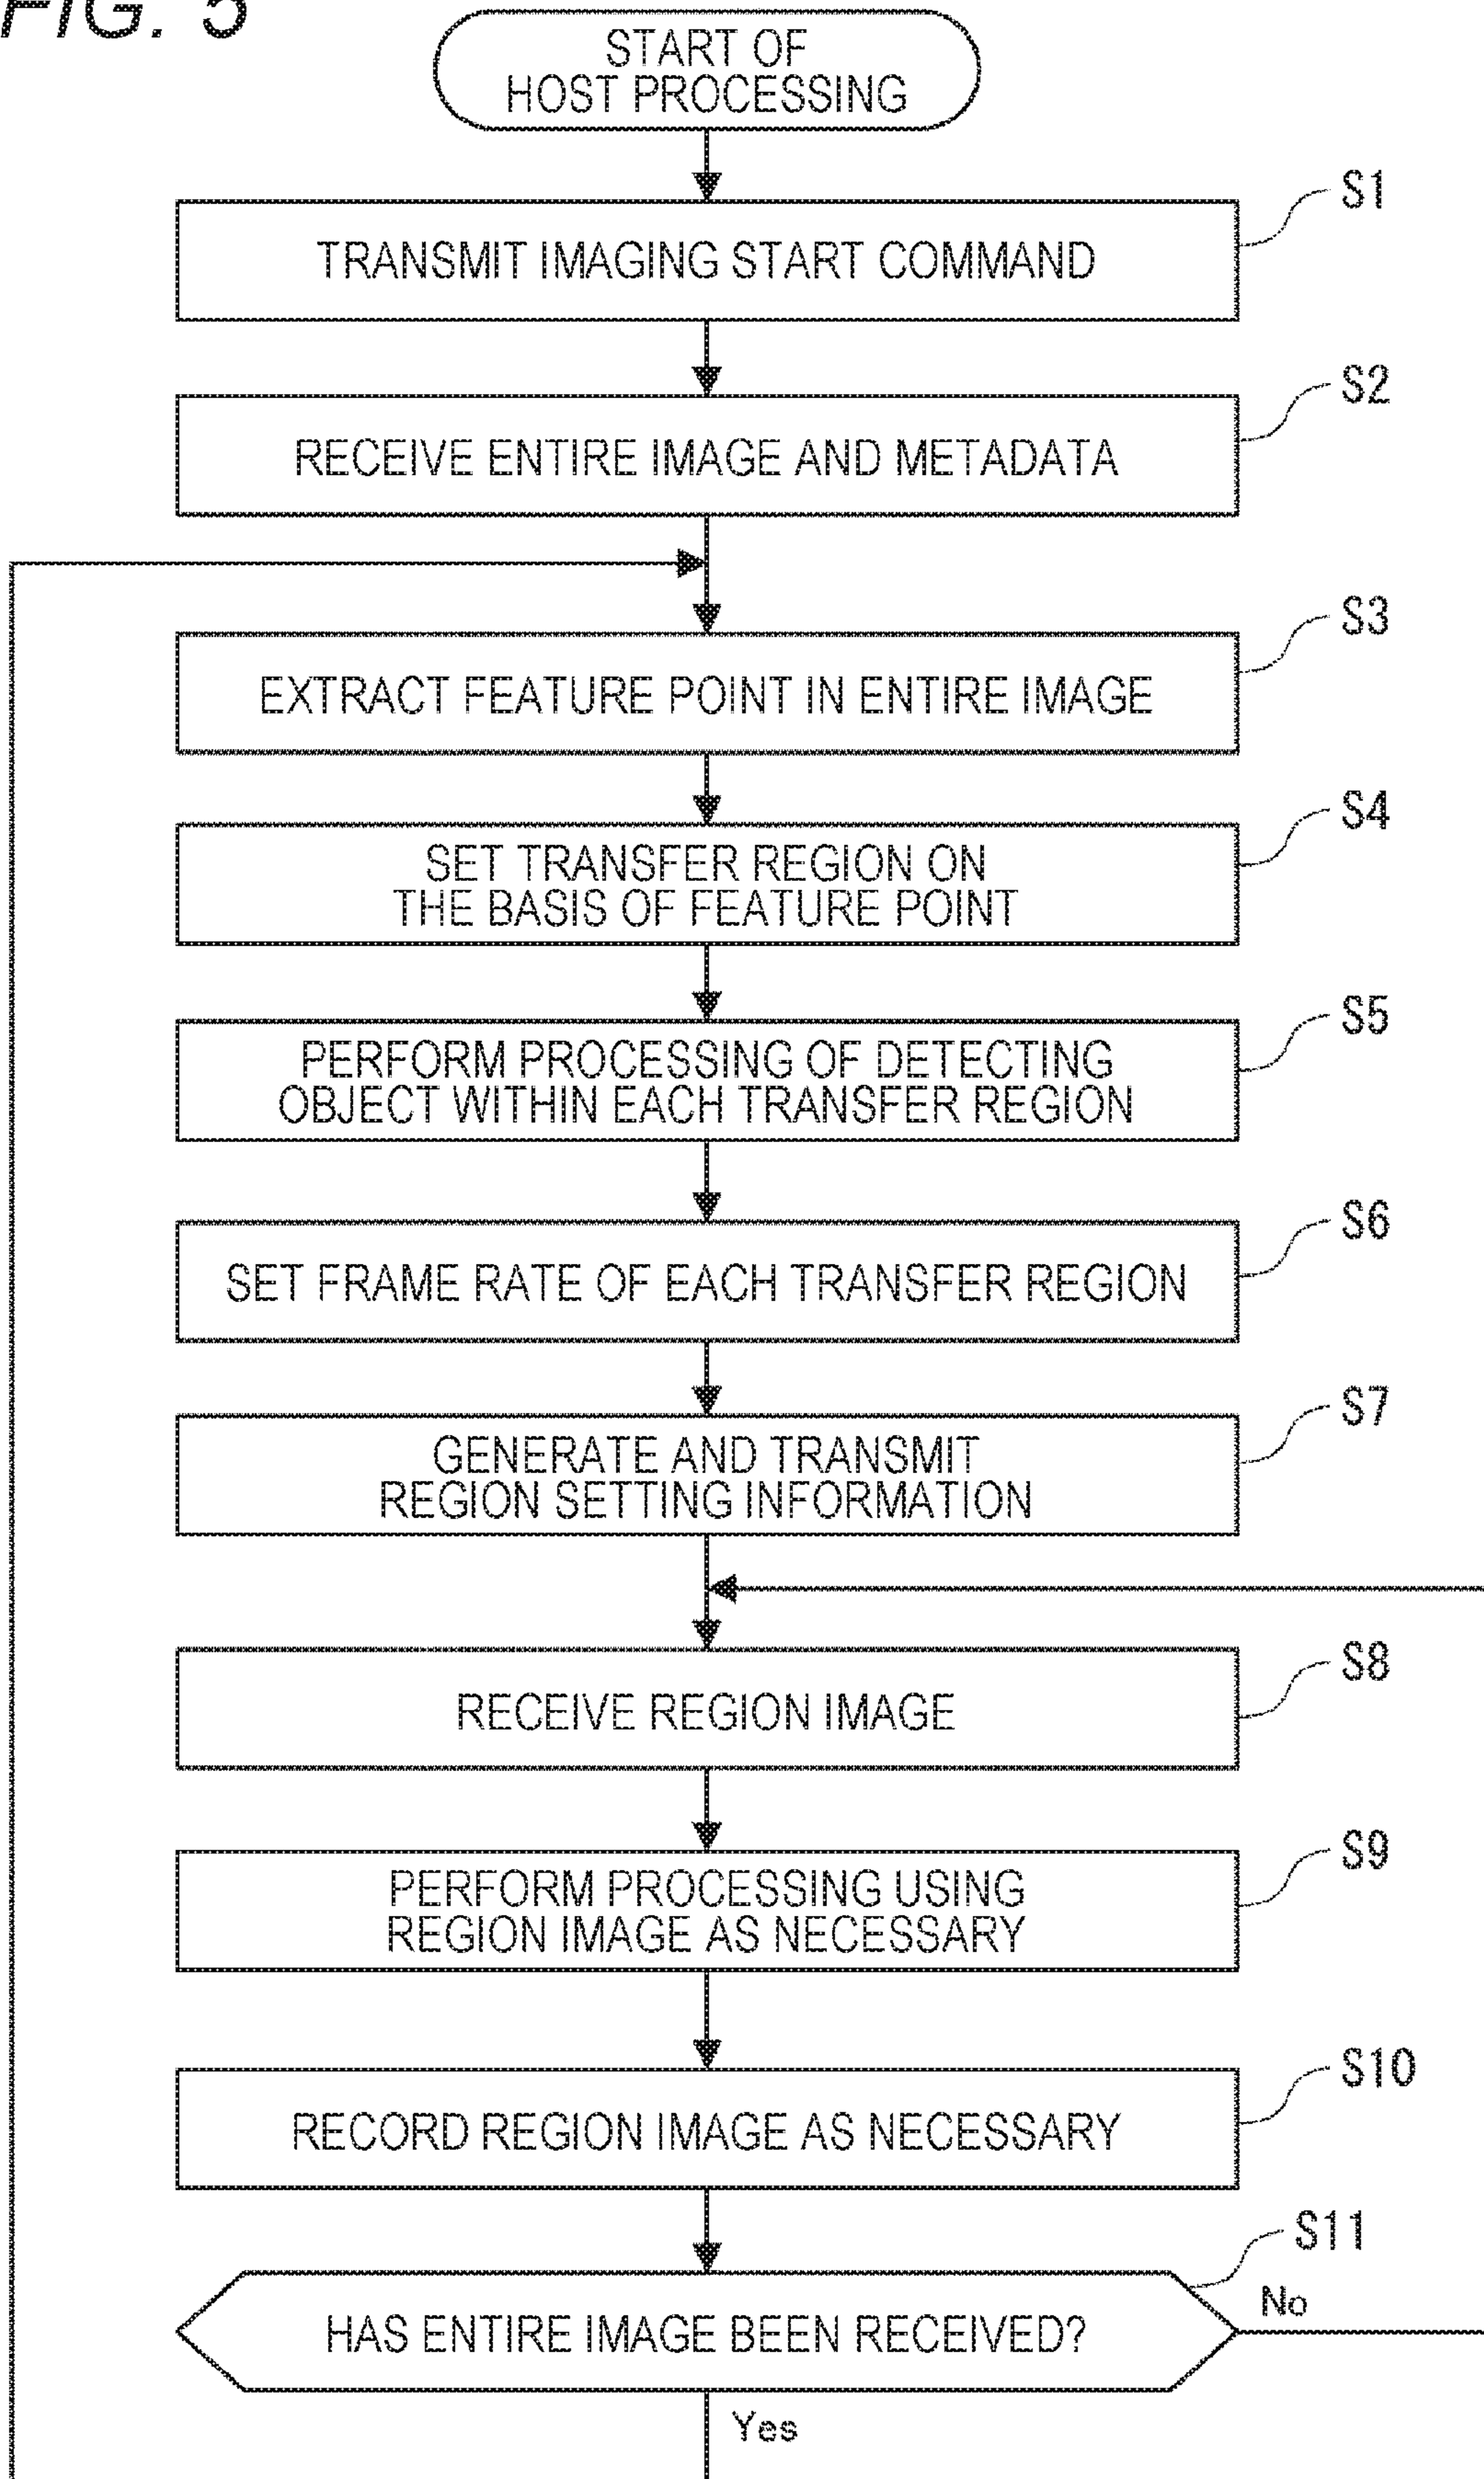 FIG. 5
START OF
HOST PROCESSING
S1
TRANSMIT IMAGING START COMMAND
S2
RECEIVE ENTIRE IMAGE AND METADATA
S3
EXTRACT FEATURE POINT IN ENTIRE IMAGE
S4
SET TRANSFER REGION ON
THE BASIS OF FEATURE POINT
S5
PERFORM PROCESSING OF DETECTING
OBJECT WITHIN EACH TRANSFER REGION
S6
SET FRAME RATE OF EACH TRANSFER REGION
S7
GENERATE AND TRANSMIT
REGION SETTING INFORMATION
S8
RECEIVE REGION IMAGE
S9
PERFORM PROCESSING USING
REGION IMAGE AS NECESSARY
S10
RECORD REGION IMAGE AS NECESSARY
S11
HAS ENTIRE IMAGE BEEN RECEIVED?
No
Yes